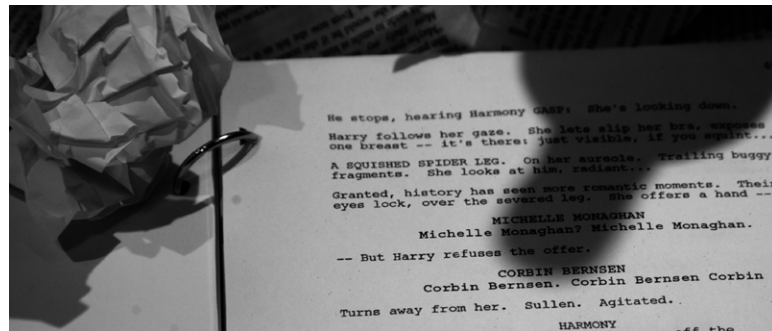 He stops, hearing Harmony GASP: She's looking down.
Harry follows her gaze. She lets slip her bra, exposes
one breast -- it's there: just visible, if you squint...
A SQUISHED SPIDER LEG. On her aureole. Trailing buggy
fragments. She looks at him, radiant...
Granted, history has seen more romantic moments. Their
eyes lock, over the severed leg. She offers a hand --
MICHELLE MONAGHAN
Michelle Monaghan? Michelle Monaghan.
-- But Harry refuses the offer.
CORBIN BERNSEN
Corbin Bernsen. Corbin Bernsen Corbin
Turns away from her. Sullen. Agitated.
HARMONY
off the